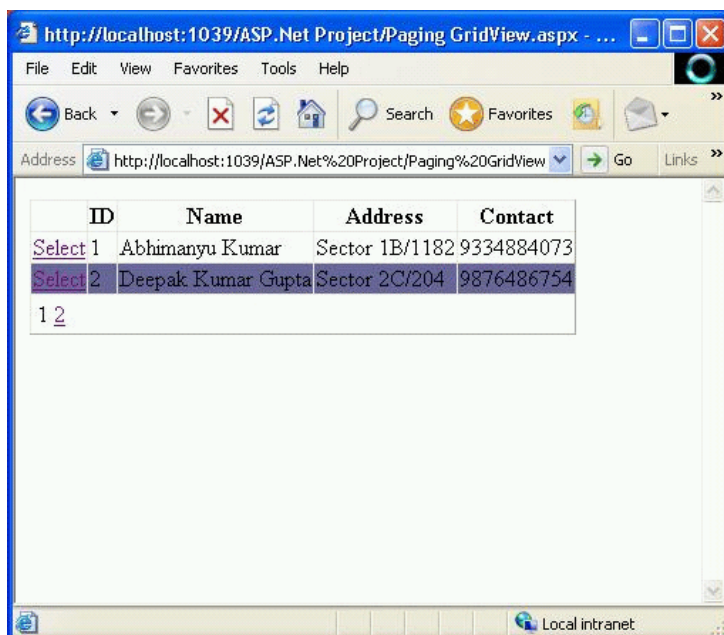 http://localhost:1039/ASP.Net Project/Paging GridView.aspx - ...
File Edit View Favorites Tools Help
Back Search Favorites »
Address http://localhost:1039/ASP.Net%20Project/Paging%20GridView Go Links »
ID Name Address Contact
Select 1 Abhimanyu Kumar Sector 1B/1182 9334884073
Select 2 Deepak Kumar Gupta Sector 2C/204 9876486754
1 2
Local intranet